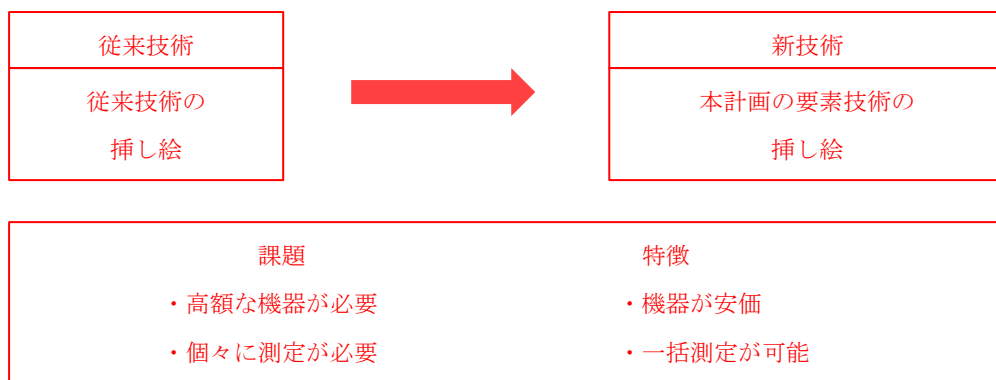 従来技術
従来技術の
挿し絵
新技術
本計画の要素技術の
挿し絵
課題
・高額な機器が必要
・個々に測定が必要
特徴
・機器が安価
・一括測定が可能